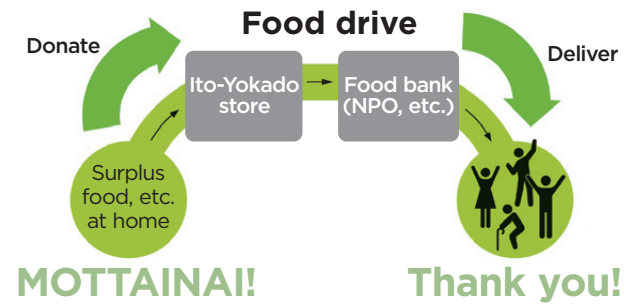 Food drive
Donate
Deliver
Ito-Yokado
store
Food bank
(NPO, etc.)
Surplus
food, etc.
at home
MOTTAINAI!
Thank you!